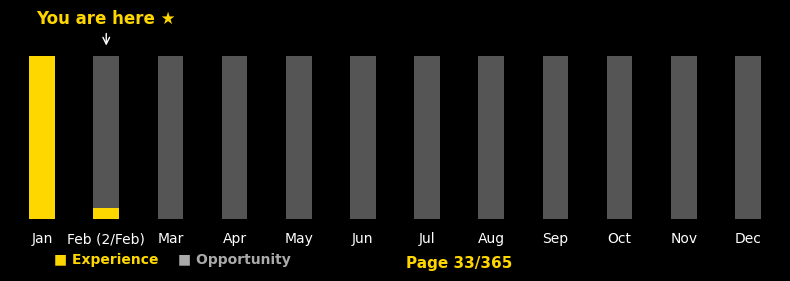 You are here ★
Jan Feb (2/Feb) Mar Apr May Jun Jul Aug Sep Oct Nov Dec
■ Experience ■ Opportunity Page 33/365